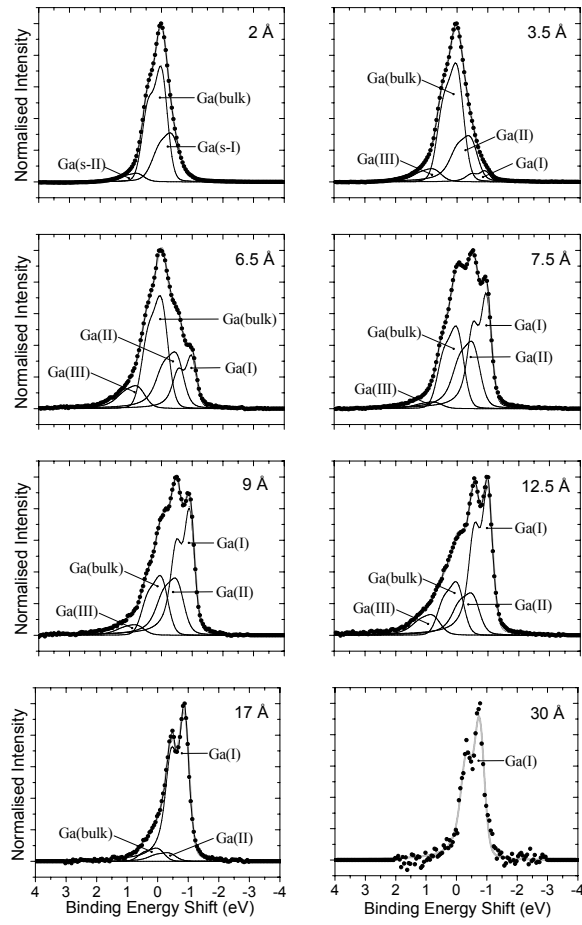 2 Å
Normalised Intensity
Ga(bulk)
Ga(s-I)
Ga(s-II)
3.5 Å
Ga(bulk)
Ga(II)
Ga(III)
Ga(I)
6.5 Å
Normalised Intensity
Ga(bulk)
Ga(II)
Ga(I)
Ga(III)
7.5 Å
Ga(I)
Ga(bulk)
Ga(II)
Ga(III)
9 Å
Normalised Intensity
Ga(I)
Ga(bulk)
Ga(II)
Ga(III)
12.5 Å
Ga(I)
Ga(bulk)
Ga(II)
Ga(III)
17 Å
Normalised Intensity
Ga(I)
Ga(bulk)
Ga(II)
4 3 2 1 0 -1 -2 -3 -4
Binding Energy Shift (eV)
30 Å
Ga(I)
4 3 2 1 0 -1 -2 -3 -4
Binding Energy Shift (eV)